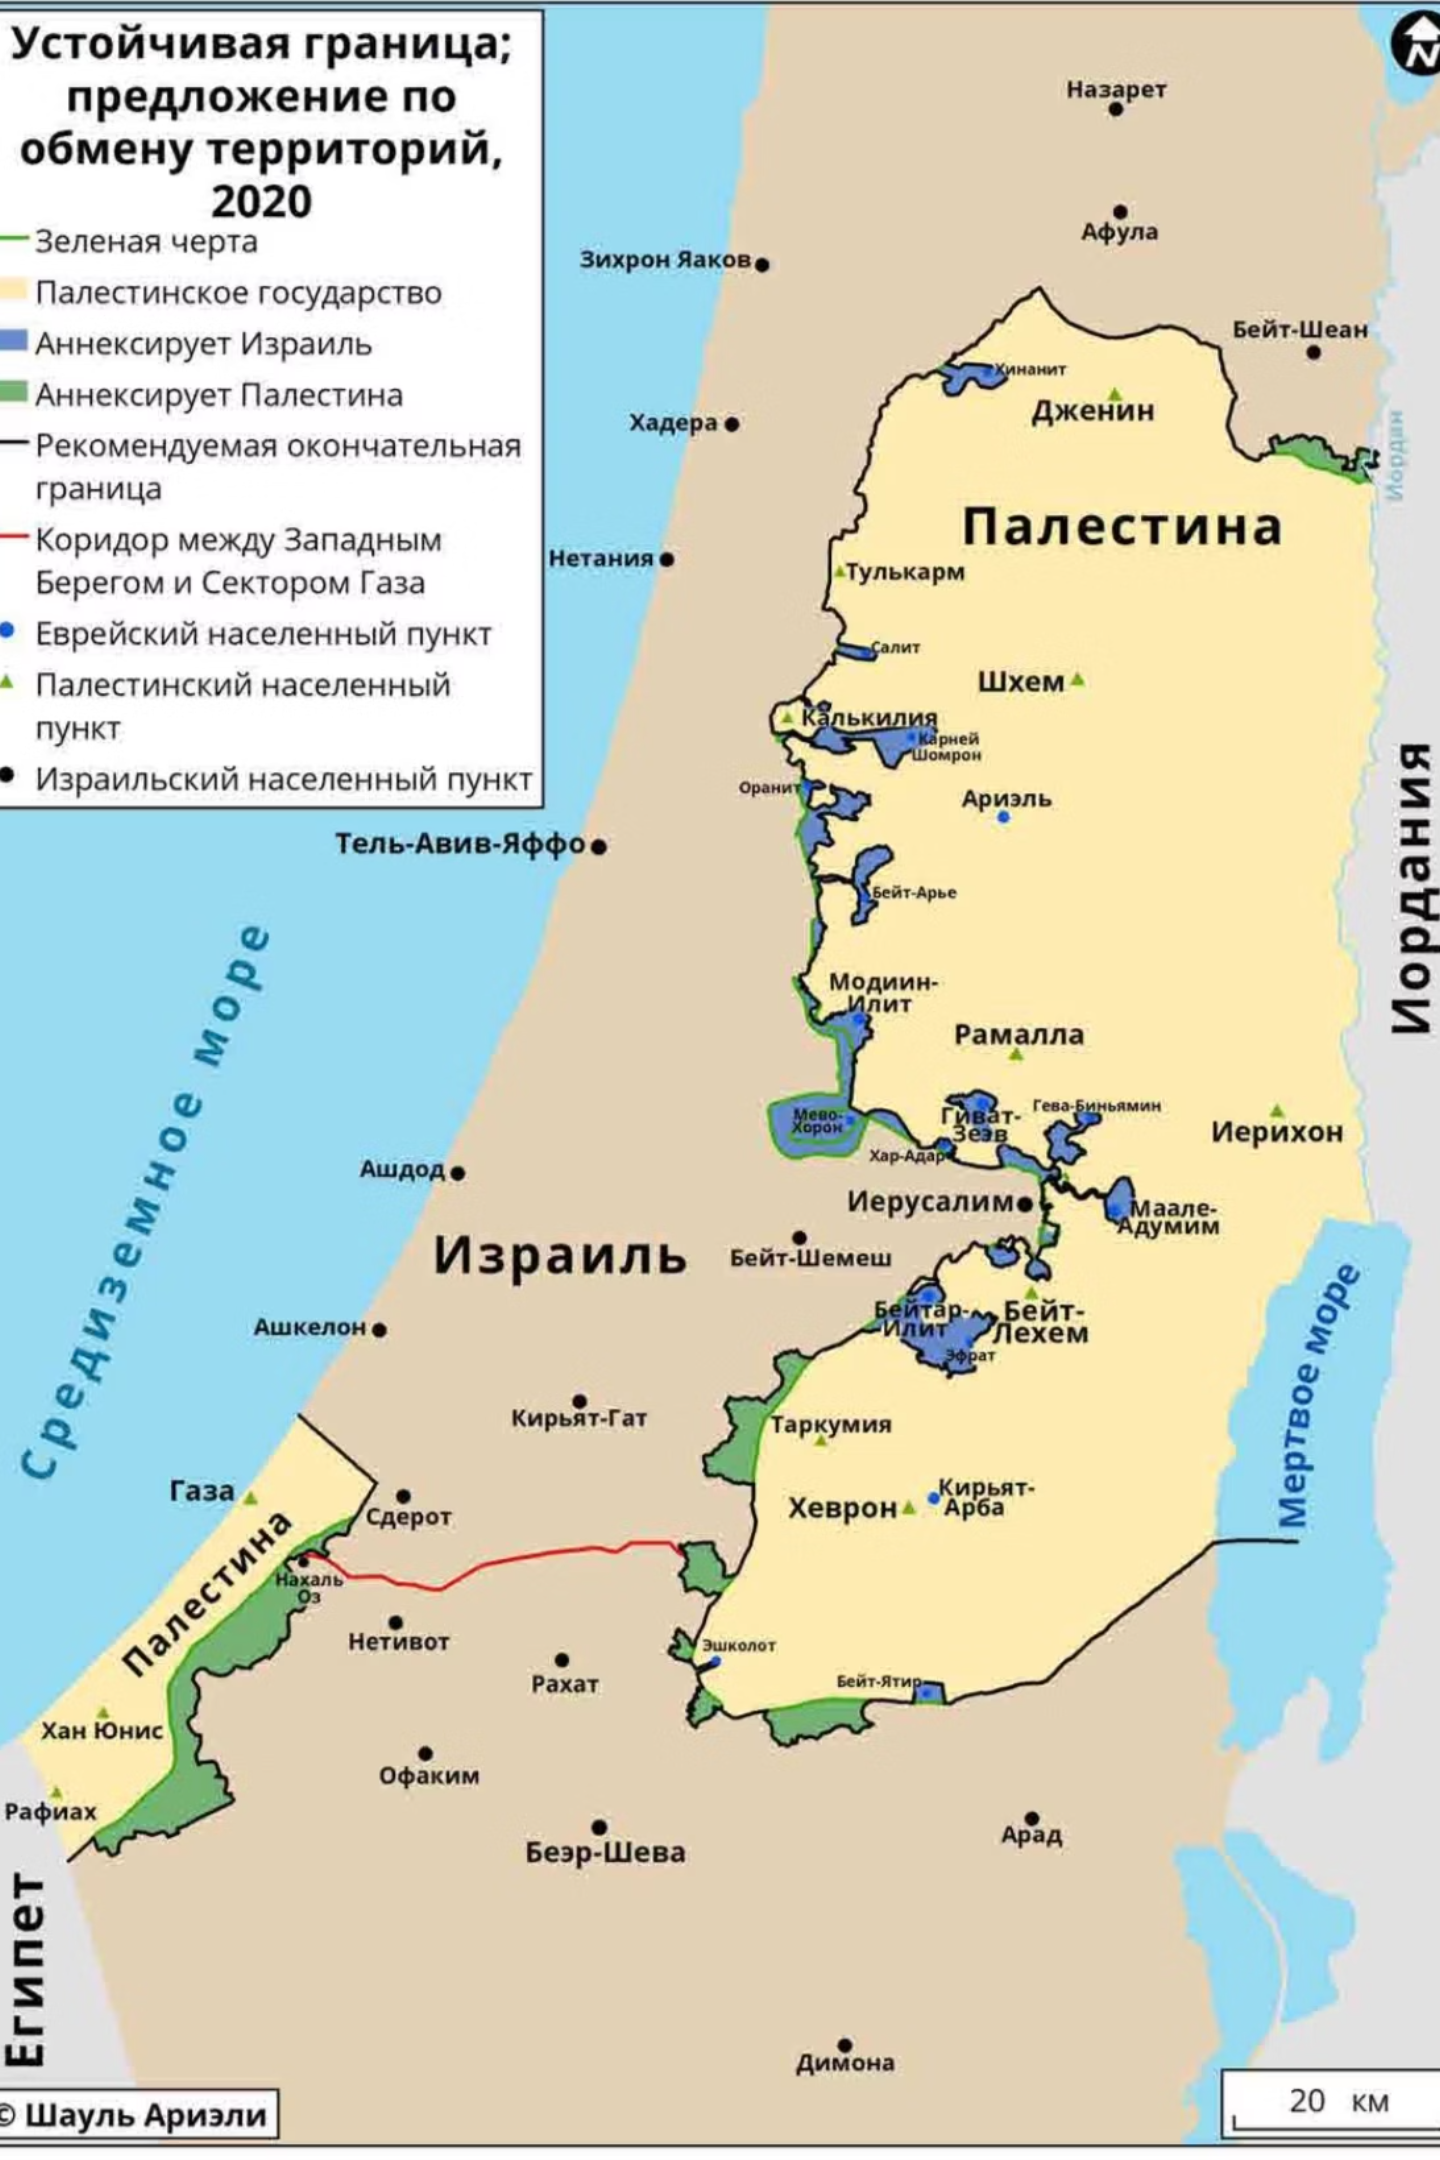 Устойчивая граница;
предложение по
обмену территорий,
2020
Зеленая черта
Палестинское государство
Аннексирует Израиль
Аннексирует Палестина
Рекомендуемая окончательная
граница
Коридор между Западным
Берегом и Сектором Газа
Еврейский населенный пункт
Палестинский населенный
пункт
Израильский населенный пункт
N
Назарет
Афула
Зихрон Яаков
Бейт-Шеан
Хинанит
Дженин
Хадера
Иордан
Палестина
Нетания
Тулькарм
Салит
Шхем
Калькилия
Карней
Шомрон
Оранит
Ариэль
Иордания
Тель-Авив-Яффо
Бейт-Арье
Средиземное море
Модиин-
Илит
Рамалла
Мево-
Хорон
Гиват-
Зеэв
Гева-Биньямин
Иерихон
Хар-Адар
Ашдод
Иерусалим
Маале-
Адумим
Израиль
Бейт-Шемеш
Мертвое море
Ашкелон
Бейтар-
Илит
Бейт-
Лехем
Эфрат
Кирьят-Гат
Таркумия
Газа
Сдерот
Хеврон
Кирьят-
Арба
Палестина
Нахаль
Оз
Нетивот
Эшколот
Рахат
Бейт-Ятир
Хан Юнис
Офаким
Рафиах
Беэр-Шева
Арад
Египет
Димона
© Шауль Ариэли
20 км